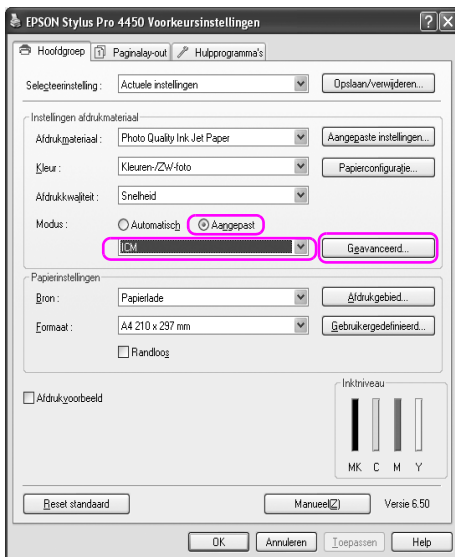 EPSON Stylus Pro 4450 Voorkeursinstellingen
Hoofdgroep Paginalay-out Hulpprogramma's
Selecteerinstelling : Actuele instellingen Opslaan/verwijderen...
Instellingen afdrukmateriaal
Afdrukmateriaal : Photo Quality Ink Jet Paper Aangepaste instellingen...
Kleur : Kleuren-/ZW-foto Papierconfiguratie...
Afdrukkwaliteit : Snelheid
Modus : Automatisch Aangepast
ICM Geavanceerd...
Papierinstellingen
Bron : Papierlade Afdrukgebied...
Formaat : A4 210 x 297 mm Gebruikergedefinieerd...
Randloos
Afdrukvoorbeeld
Inktniveau
MK C M Y
Reset standaard Manueel(Z) Versie 6.50
OK Annuleren Toepassen Help